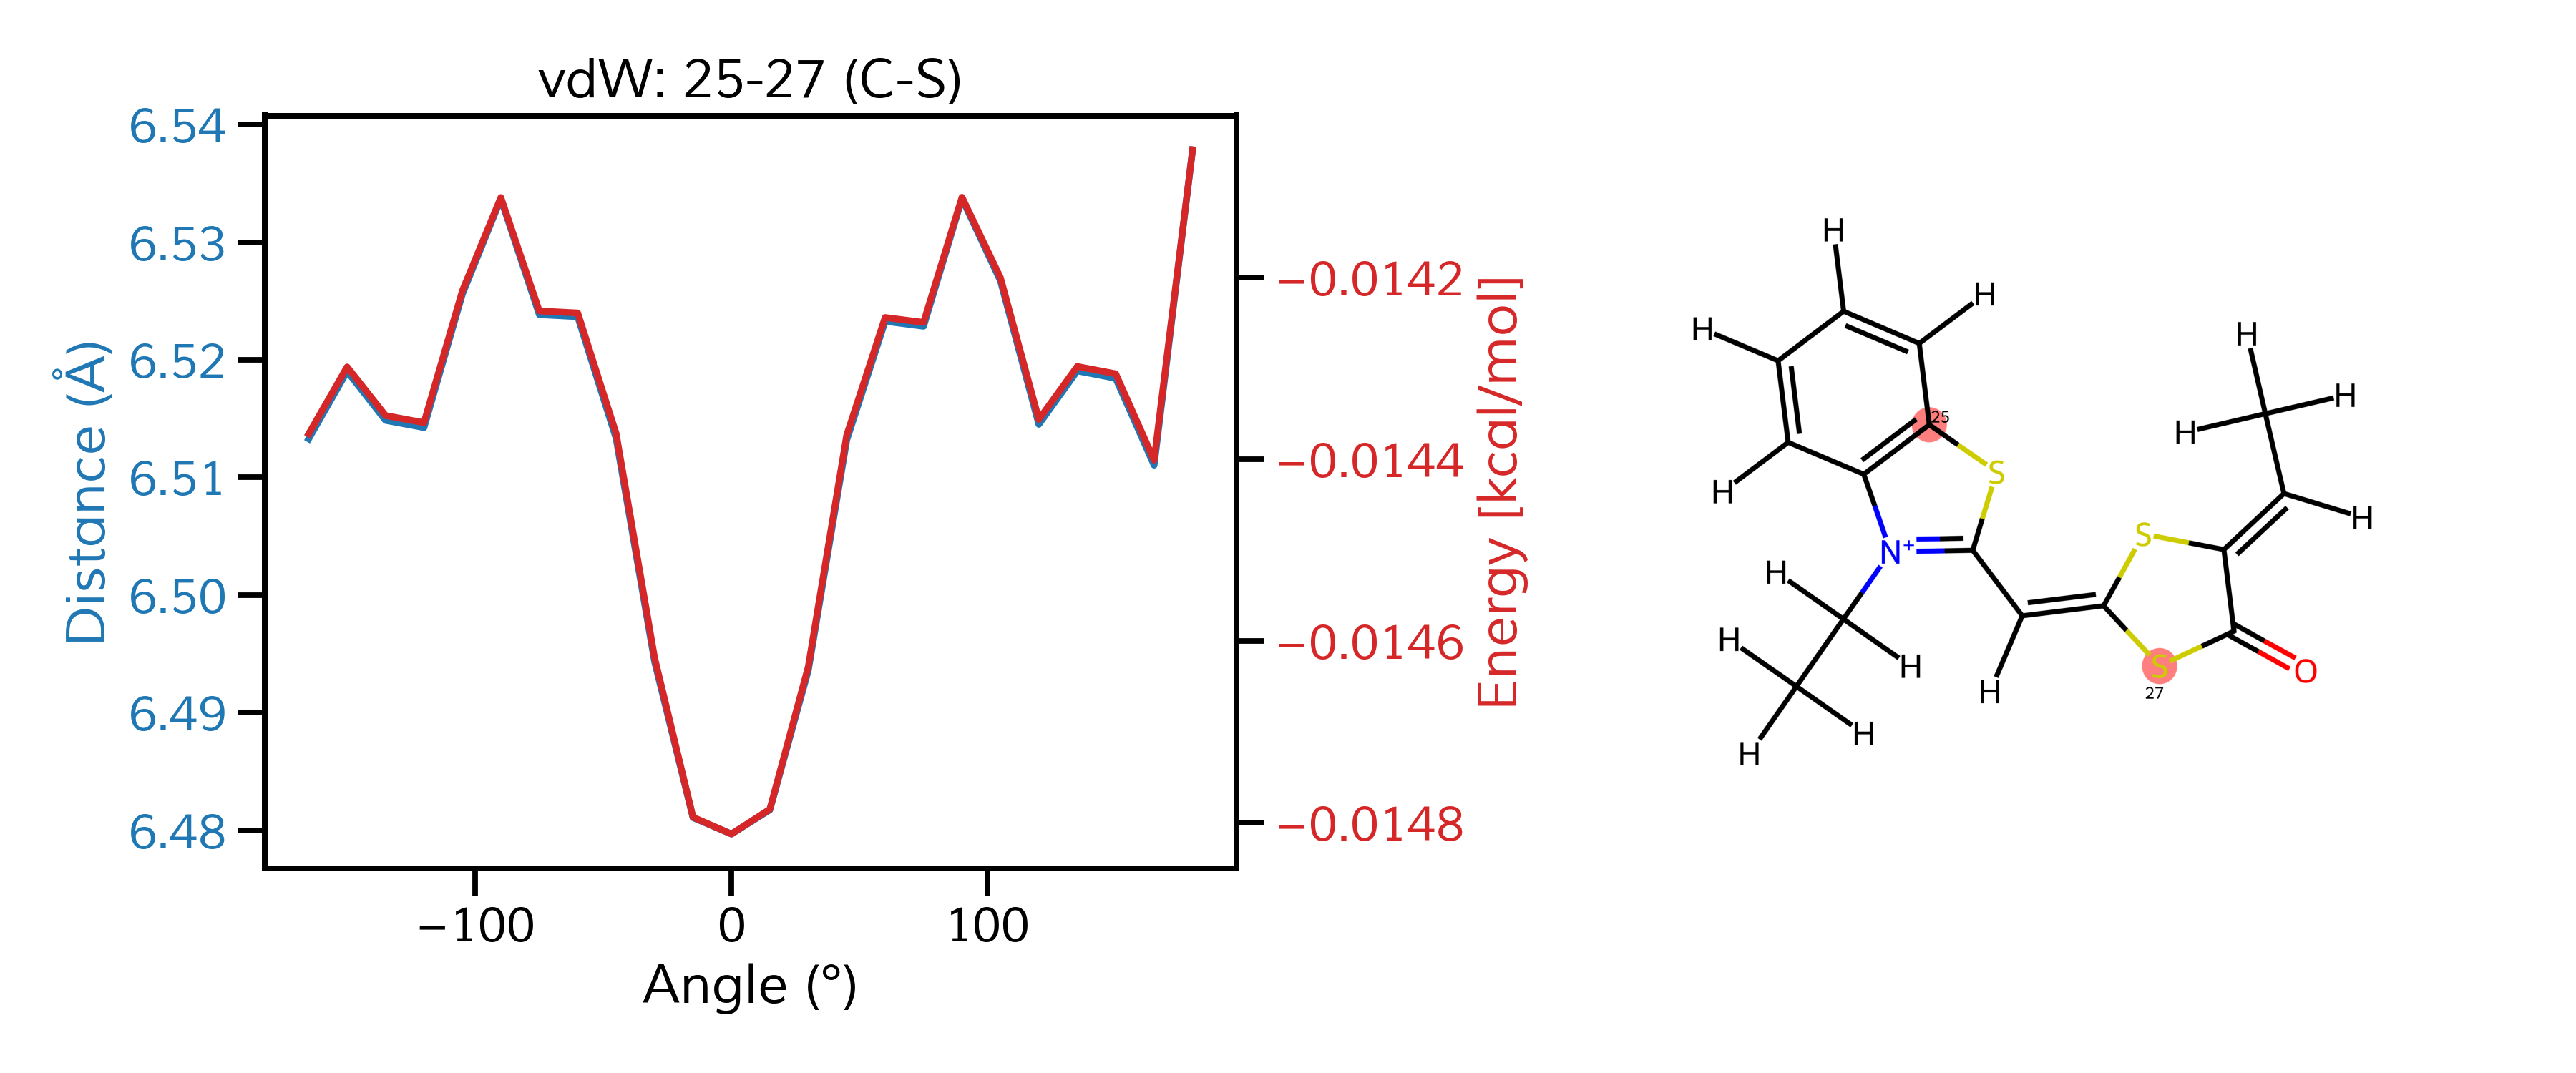 vdW: 25-27 (C-S)
6.54
6.53
6.52
6.51
6.50
6.49
6.48
Distance (Å)
−100
0
100
Angle (°)
−0.0142
−0.0144
−0.0146
−0.0148
Energy [kcal/mol]
H
H
H
H
H
H
H
25
S
H
S
N+
H
H
H
S
27
O
H
H
H